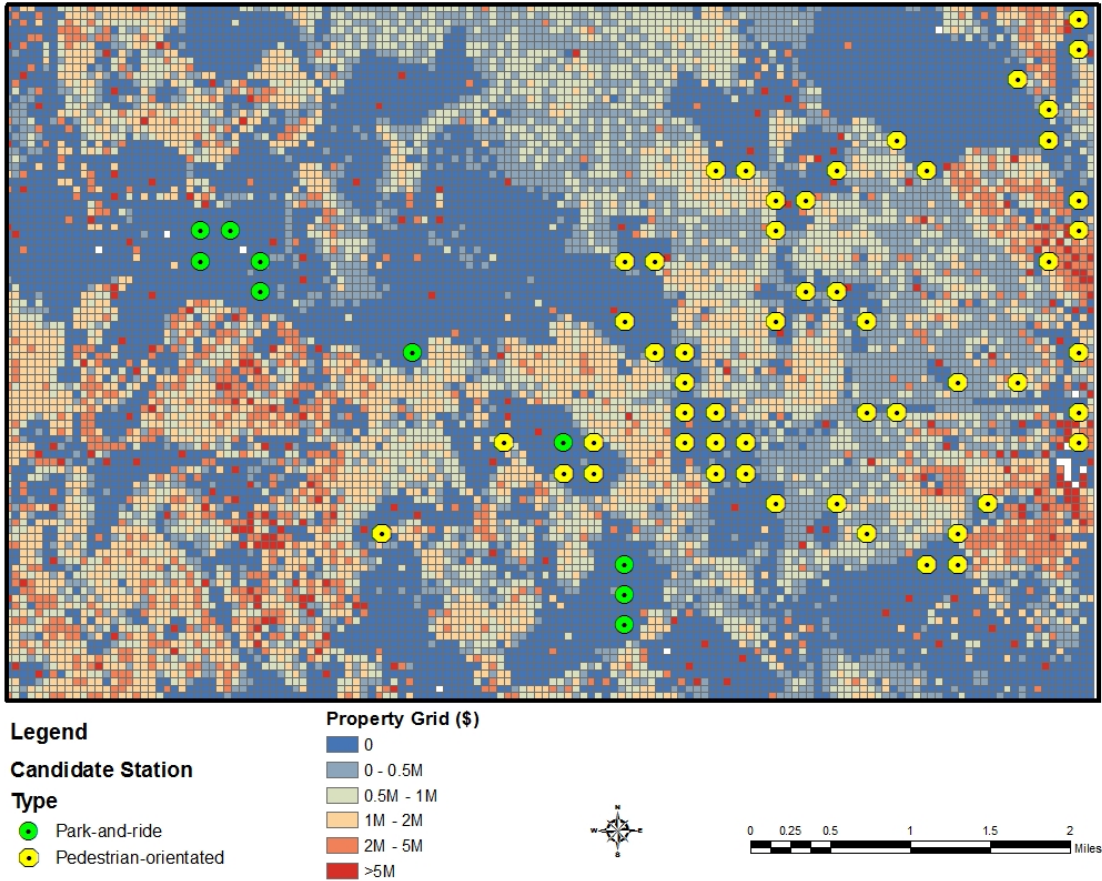 Legend
Candidate Station
Type
Park-and-ride
Pedestrian-orientated
Property Grid ($)
0
0 - 0.5M
0.5M - 1M
1M - 2M
2M - 5M
>5M
N
W E
S
0 0.25 0.5 1 1.5 2
Miles